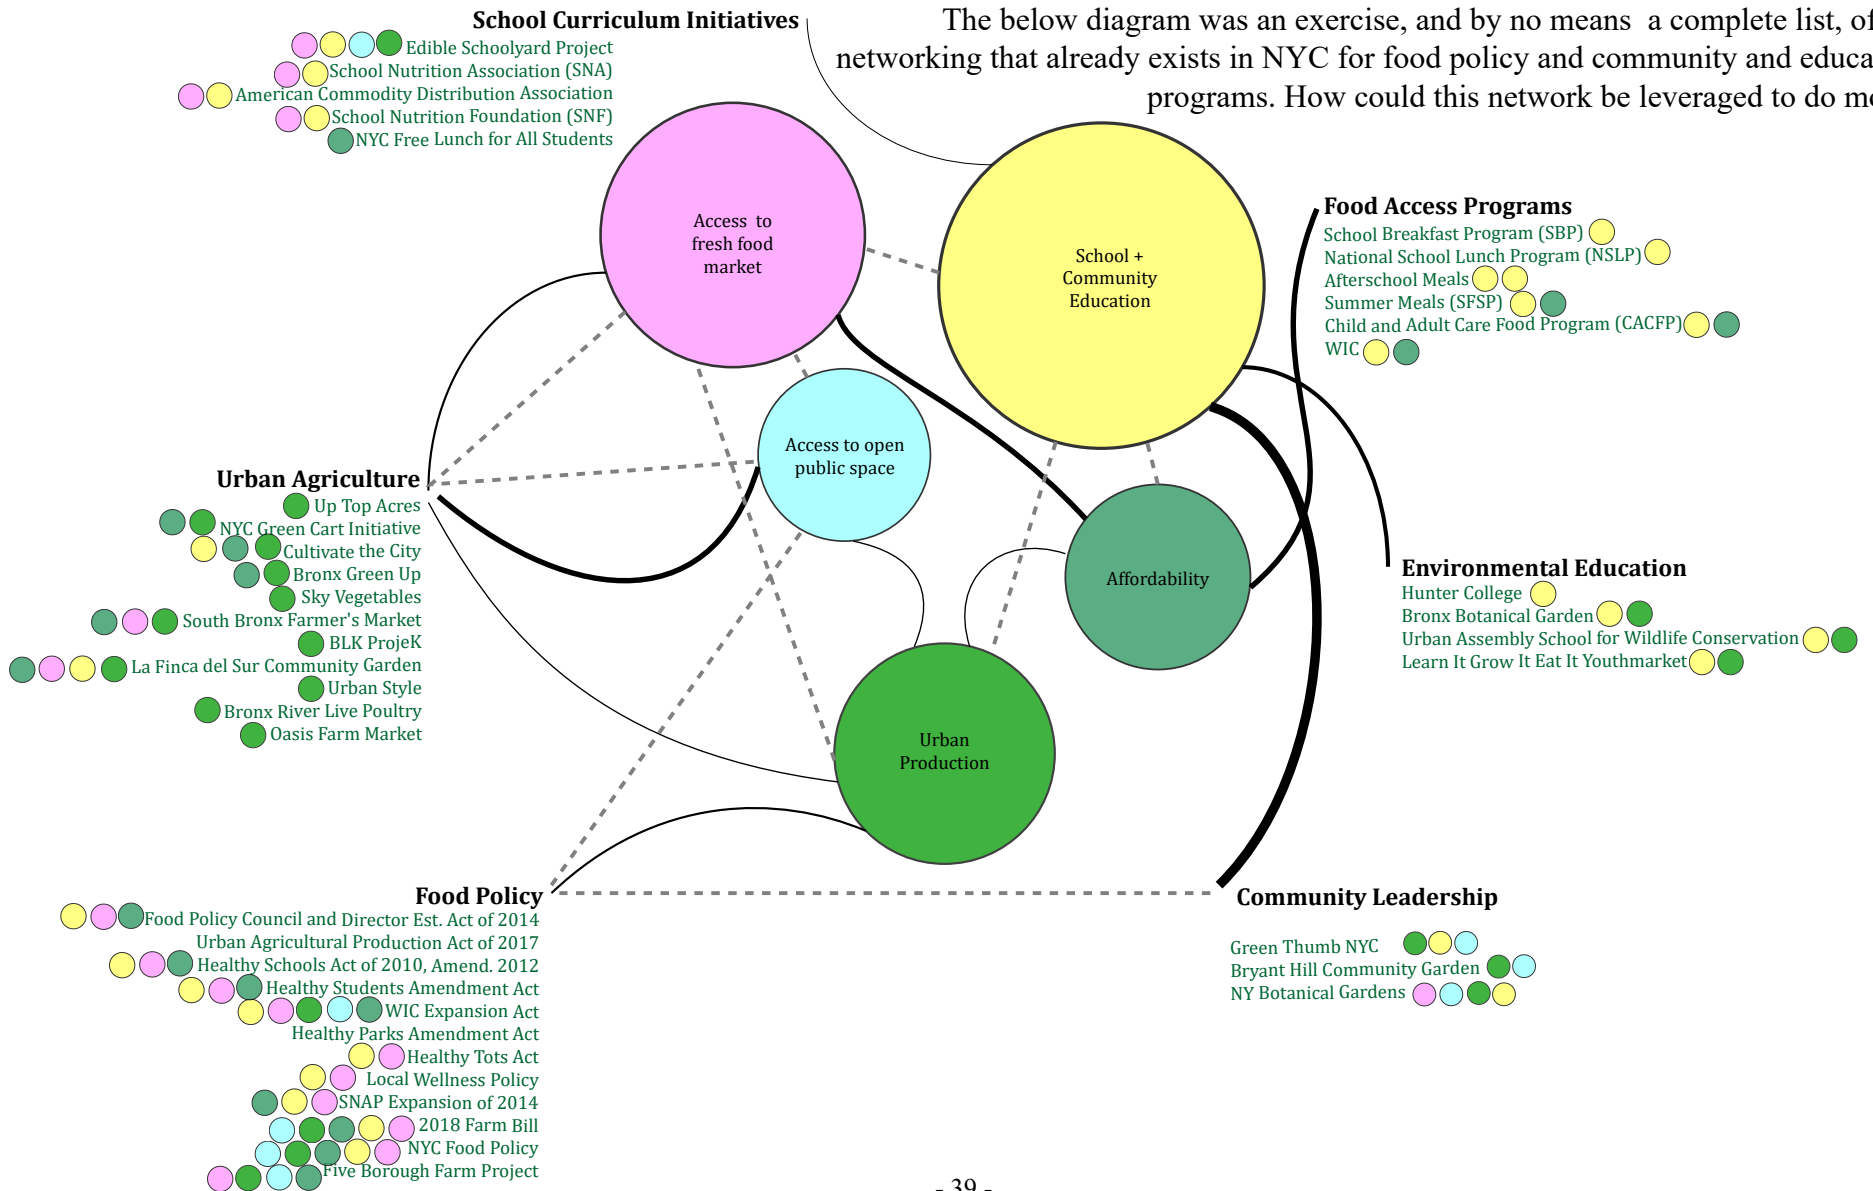 The below diagram was an exercise, and by no means a complete list, of
networking that already exists in NYC for food policy and community and
programs. How could this network be leveraged to do
School Curriculum Initiatives
Edible Schoolyard Project
School Nutrition Association (SNA)
American Commodity Distribution Association
School Nutrition Foundation (SNF)
NYC Free Lunch for All Students
Access to
fresh food
market
School +
Community
Education
Food Access Programs
School Breakfast Program (SBP)
National School Lunch Program (NSLP)
Afterschool Meals
Summer Meals (SFSP)
Child and Adult Care Food Program (CACFP)
WIC
Access to open
public space
Urban Agriculture
Up Top Acres
NYC Green Cart Initiative
Cultivate the City
Bronx Green Up
Sky Vegetables
South Bronx Farmer's Market
BLK ProjeK
La Finca del Sur Community Garden
Urban Style
Bronx River Live Poultry
Oasis Farm Market
Affordability
Environmental Education
Hunter College
Bronx Botanical Garden
Urban Assembly School for Wildlife Conservation
Learn It Grow It Eat It Youthmarket
Urban
Production
Food Policy
Food Policy Council and Director Est. Act of 2014
Urban Agricultural Production Act of 2017
Healthy Schools Act of 2010, Amend. 2012
Healthy Students Amendment Act
WIC Expansion Act
Healthy Parks Amendment Act
Healthy Tots Act
Local Wellness Policy
SNAP Expansion of 2014
2018 Farm Bill
NYC Food Policy
Five Borough Farm Project
Community Leadership
Green Thumb NYC
Bryant Hill Community Garden
NY Botanical Gardens
- 39 -